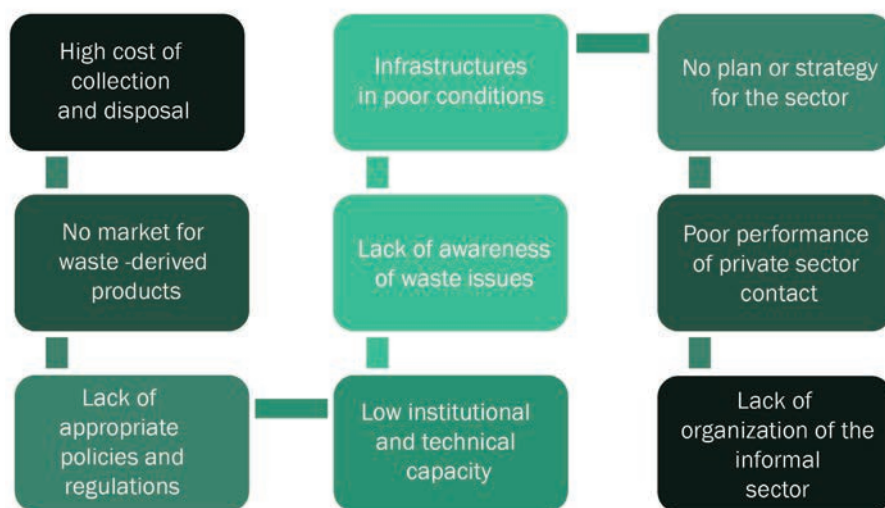 High cost of
collection
and disposal
No market for
waste -derived
products
Lack of
appropriate
policies and
regulations
Low institutional
and technical
capacity
Lack of awareness
of waste issues
Infrastructures
in poor conditions
No plan or strategy
for the sector
Poor performance
of private sector
contact
Lack of
organization of the
informal
sector